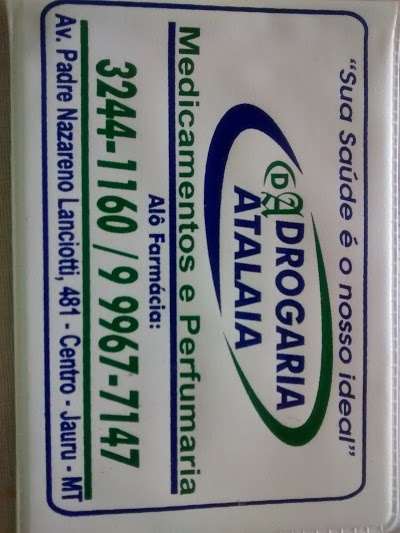 "Sua Saúde é o nosso ideal"
DA DROGARIA
ATALAIA
Medicamentos e Perfumaria
Alô Farmácia:
3244-1160 / 9 9967-7147
Av. Padre Nazareno Lanciotti, 481 - Centro - Jauru - MT